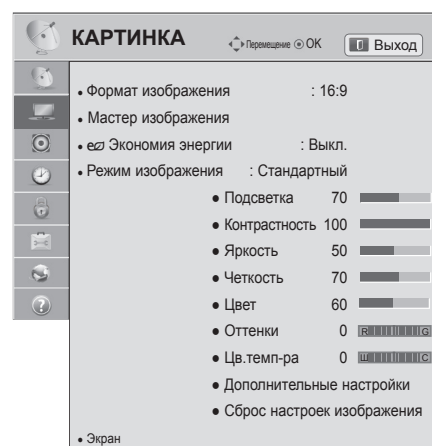 КАРТИНКА Перемещение OK Выход
• Формат изображения : 16:9
• Мастер изображения
• Экономия энергии : Выкл.
• Режим изображения : Стандартный
● Подсветка 70
● Контрастность 100
● Яркость 50
● Четкость 70
● Цвет 60
● Оттенки 0 R G
● Цв.темп-ра 0 Ш С
● Дополнительные настройки
● Сброс настроек изображения
• Экран